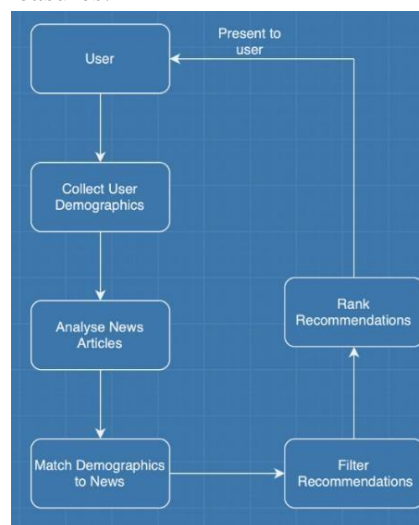 Present to
user
User
Collect User
Demographics
Analyse News
Articles
Rank
Recommendations
Match Demographics
to News
Filter
Recommendations